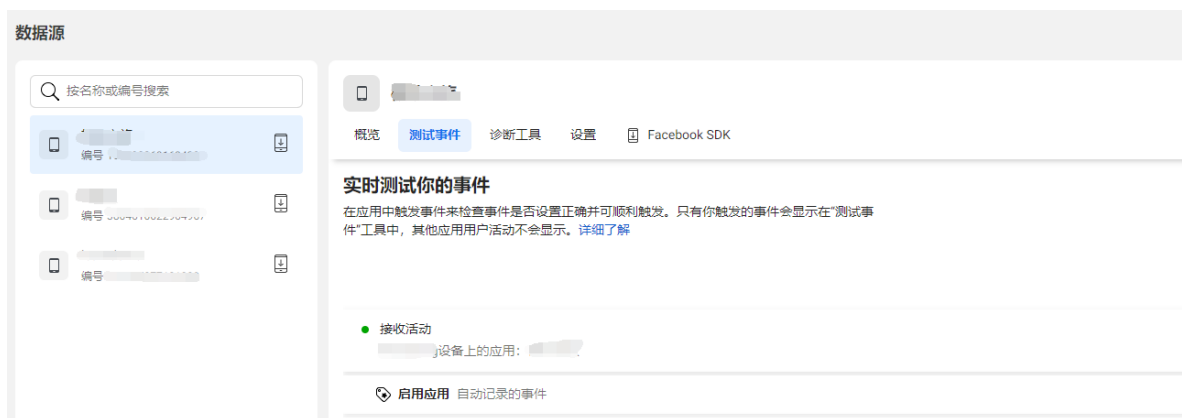 数据源
按名称或编号搜索
编号
编号
编号
概览 测试事件 诊断工具 设置 Facebook SDK
实时测试你的事件
在应用中触发事件来检查事件是否设置正确并可顺利触发。只有你触发的事件会显示在“测试事
件”工具中，其他应用用户活动不会显示。详细了解
接收活动
设备上的应用：
启用应用 自动记录的事件